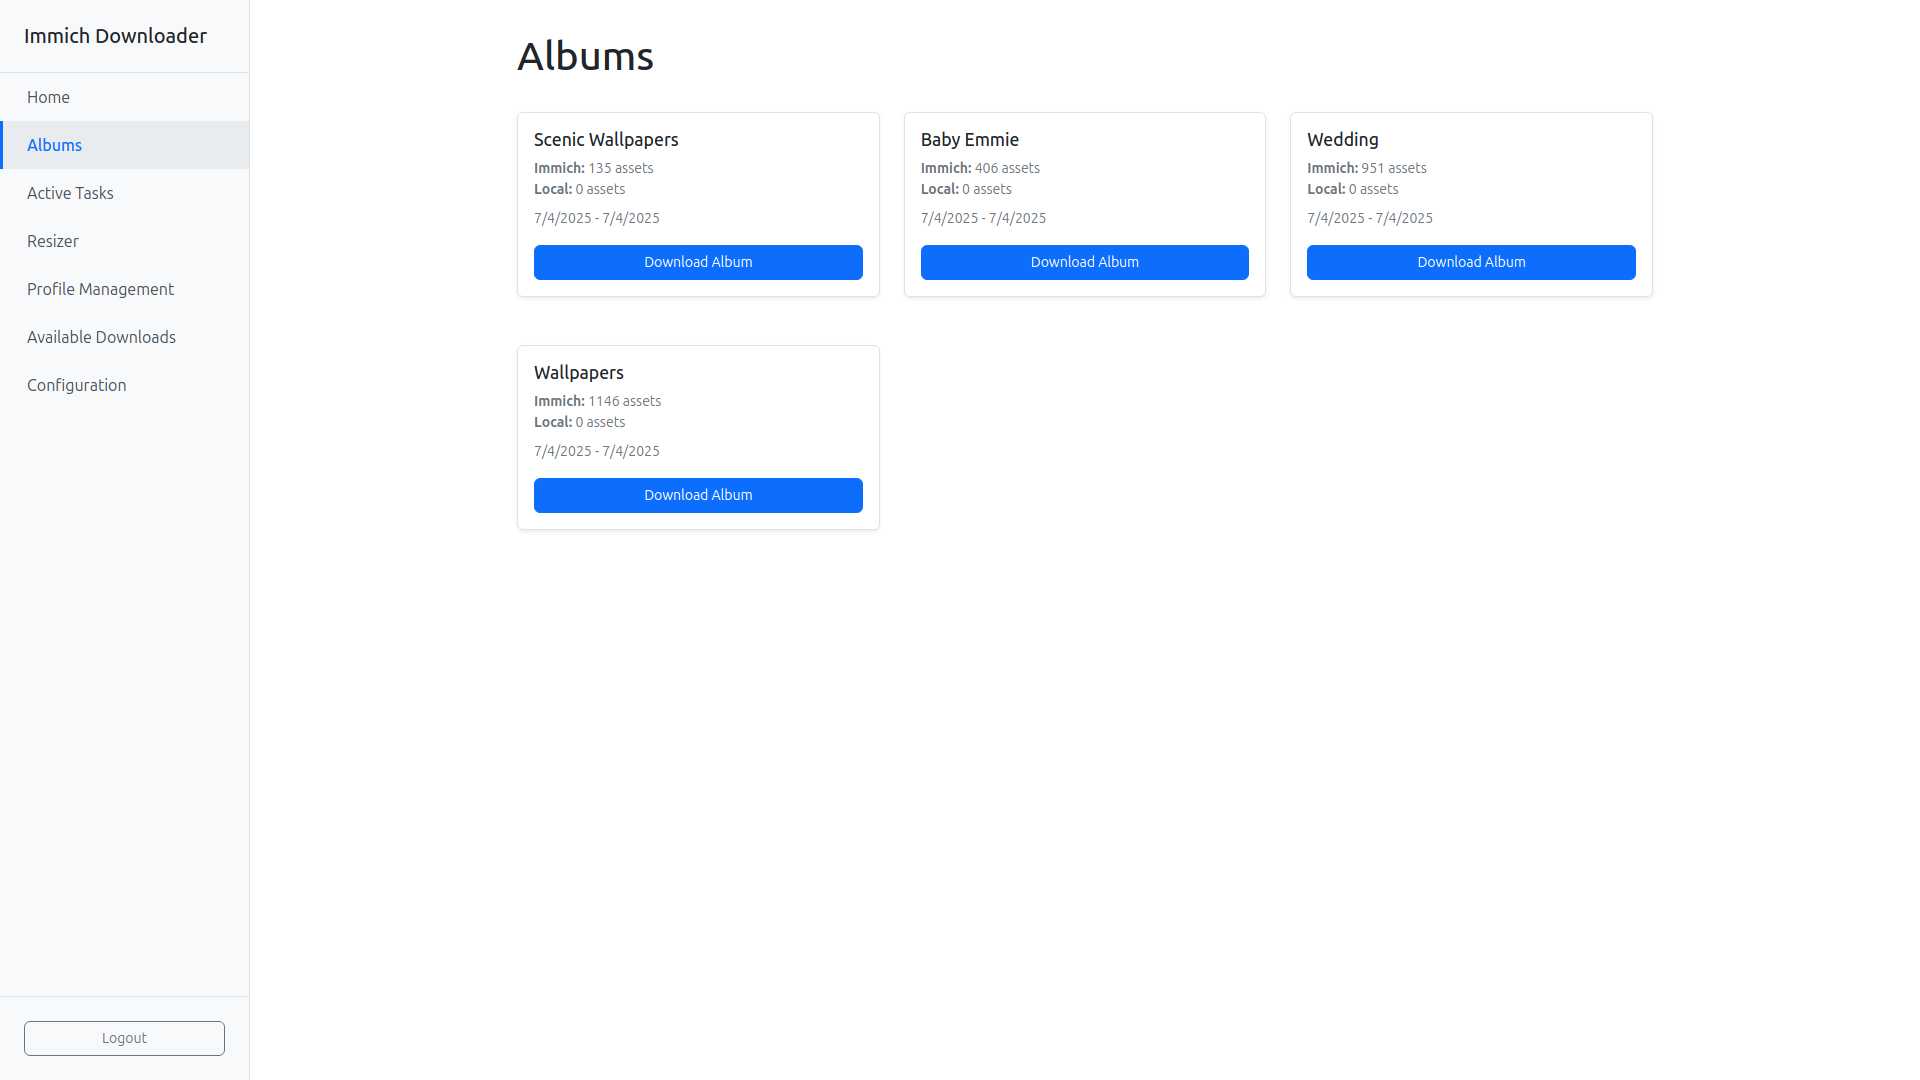 Immich Downloader
Home
Albums
Active Tasks
Resizer
Profile Management
Available Downloads
Configuration
Logout
Albums
Scenic Wallpapers
Immich: 135 assets
Local: 0 assets
7/4/2025 - 7/4/2025
Download Album
Baby Emmie
Immich: 406 assets
Local: 0 assets
7/4/2025 - 7/4/2025
Download Album
Wedding
Immich: 951 assets
Local: 0 assets
7/4/2025 - 7/4/2025
Download Album
Wallpapers
Immich: 1146 assets
Local: 0 assets
7/4/2025 - 7/4/2025
Download Album